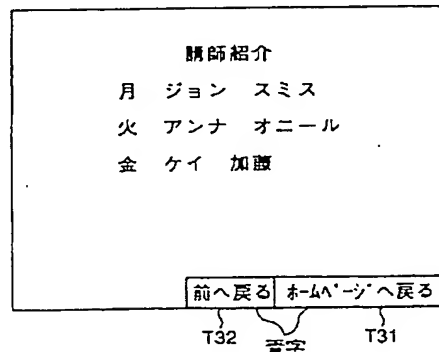 講師紹介
月 ジョン スミス
火 アンナ オニール
金 ケイ 加藤
前へ戻る ホームページへ戻る
T32 青字 T31